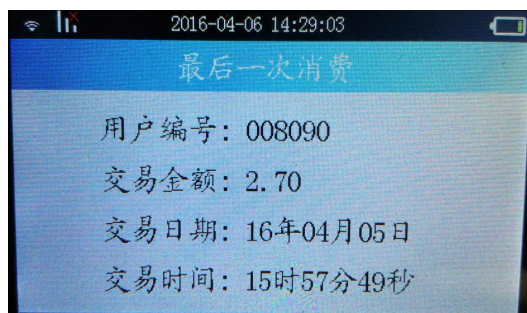 2016-04-06 14:29:03
最后一次消费
用户编号: 008090
交易金额: 2.70
交易日期: 16年04月05日
交易时间: 15时57分49秒